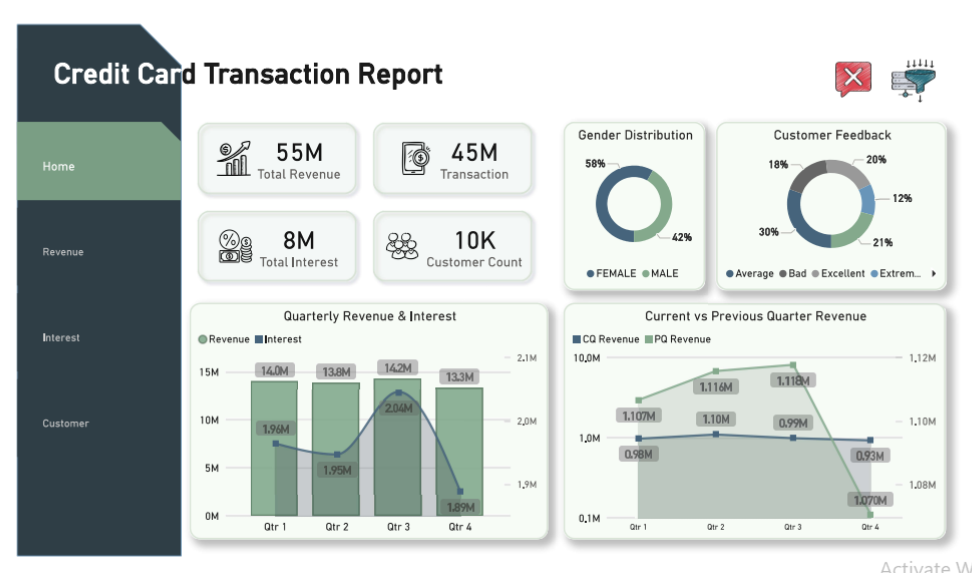 Credit Card Transaction Report
Home
Revenue
Interest
Customer
55M
Total Revenue
45M
Transaction
8M
Total Interest
10K
Customer Count
Gender Distribution
58%
42%
FEMALE MALE
Customer Feedback
18%
20%
12%
30%
21%
Average Bad Excellent Extrem...
Quarterly Revenue & Interest
Revenue Interest
15M
10M
5M
0M
14.0M
13.8M
14.2M
13.3M
1.96M
1.95M
2.04M
1.89M
2.1M
2.0M
1.9M
Qtr 1 Qtr 2 Qtr 3 Qtr 4
Current vs Previous Quarter Revenue
CQ Revenue PQ Revenue
10.0M
1.0M
0.1M
1.107M
1.116M
1.118M
1.070M
0.98M
1.10M
0.99M
0.93M
1.12M
1.10M
1.08M
Qtr 1 Qtr 2 Qtr 3 Qtr 4
Activate W